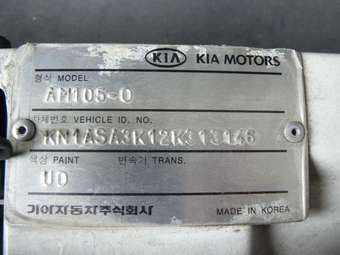 KIA KIA MOTORS
형식 MODEL
AM105-O
차체번호 VEHICLE ID. NO.
KN1ASA3K12K313146
색상 PAINT 변속기 TRANS.
UD
기아자동차주식회사 MADE IN KOREA